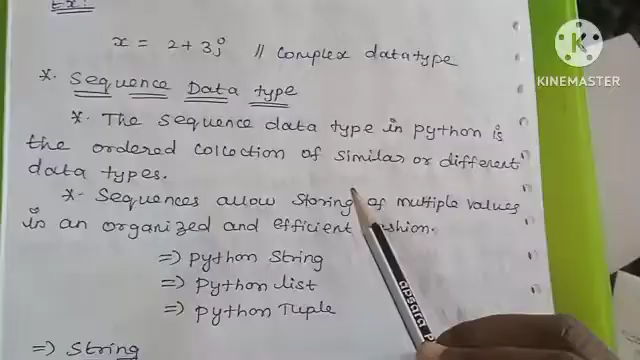 Ex:
x = 2 + 3j // complex datatype
KINEMASTER
*. Sequence Data type
*. The sequence data type in python is
the ordered collection of similar or different
data types.
*. Sequences allow storing of multiple values
in an organized and efficient
=) python string
=) python list
=) python Tuple
apsara
=) String